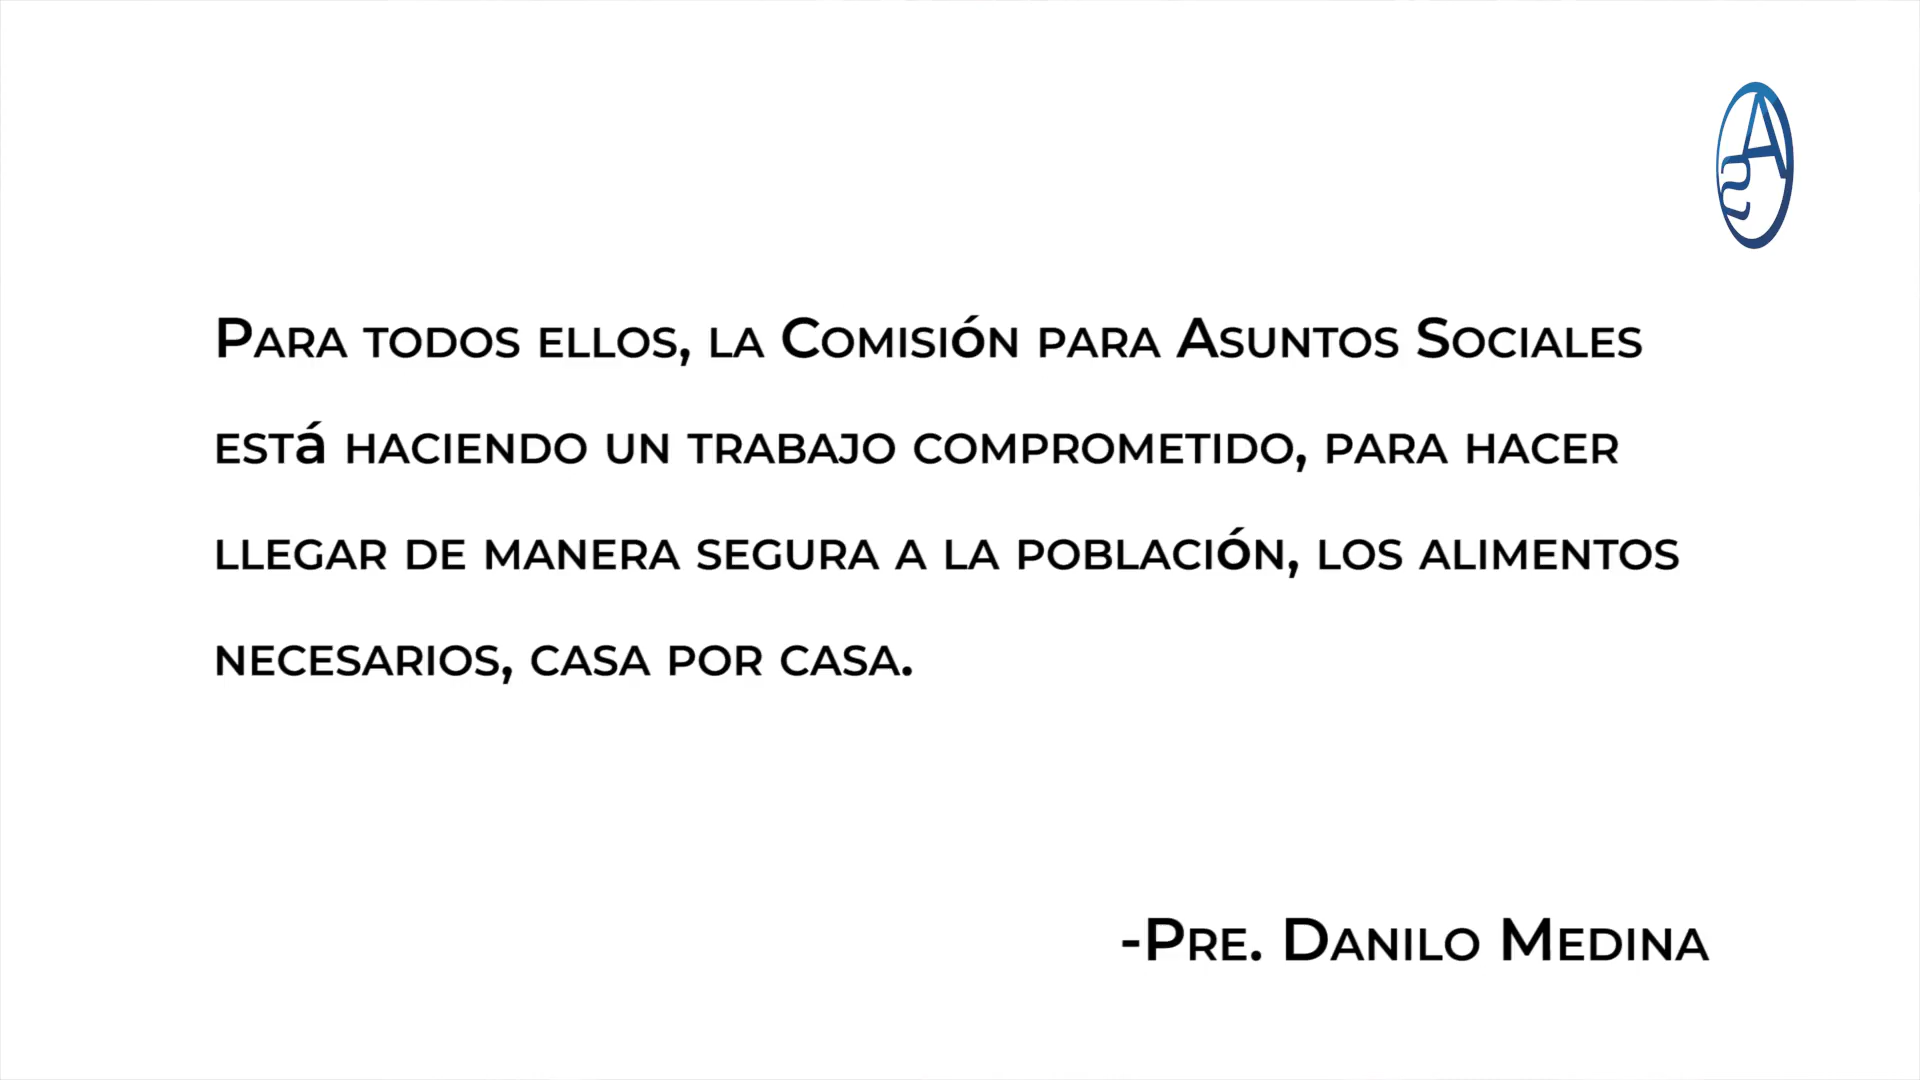 Para todos ellos, la Comisión para Asuntos Sociales
está haciendo un trabajo comprometido, para hacer
llegar de manera segura a la población, los alimentos
necesarios, casa por casa.
-Pre. Danilo Medina